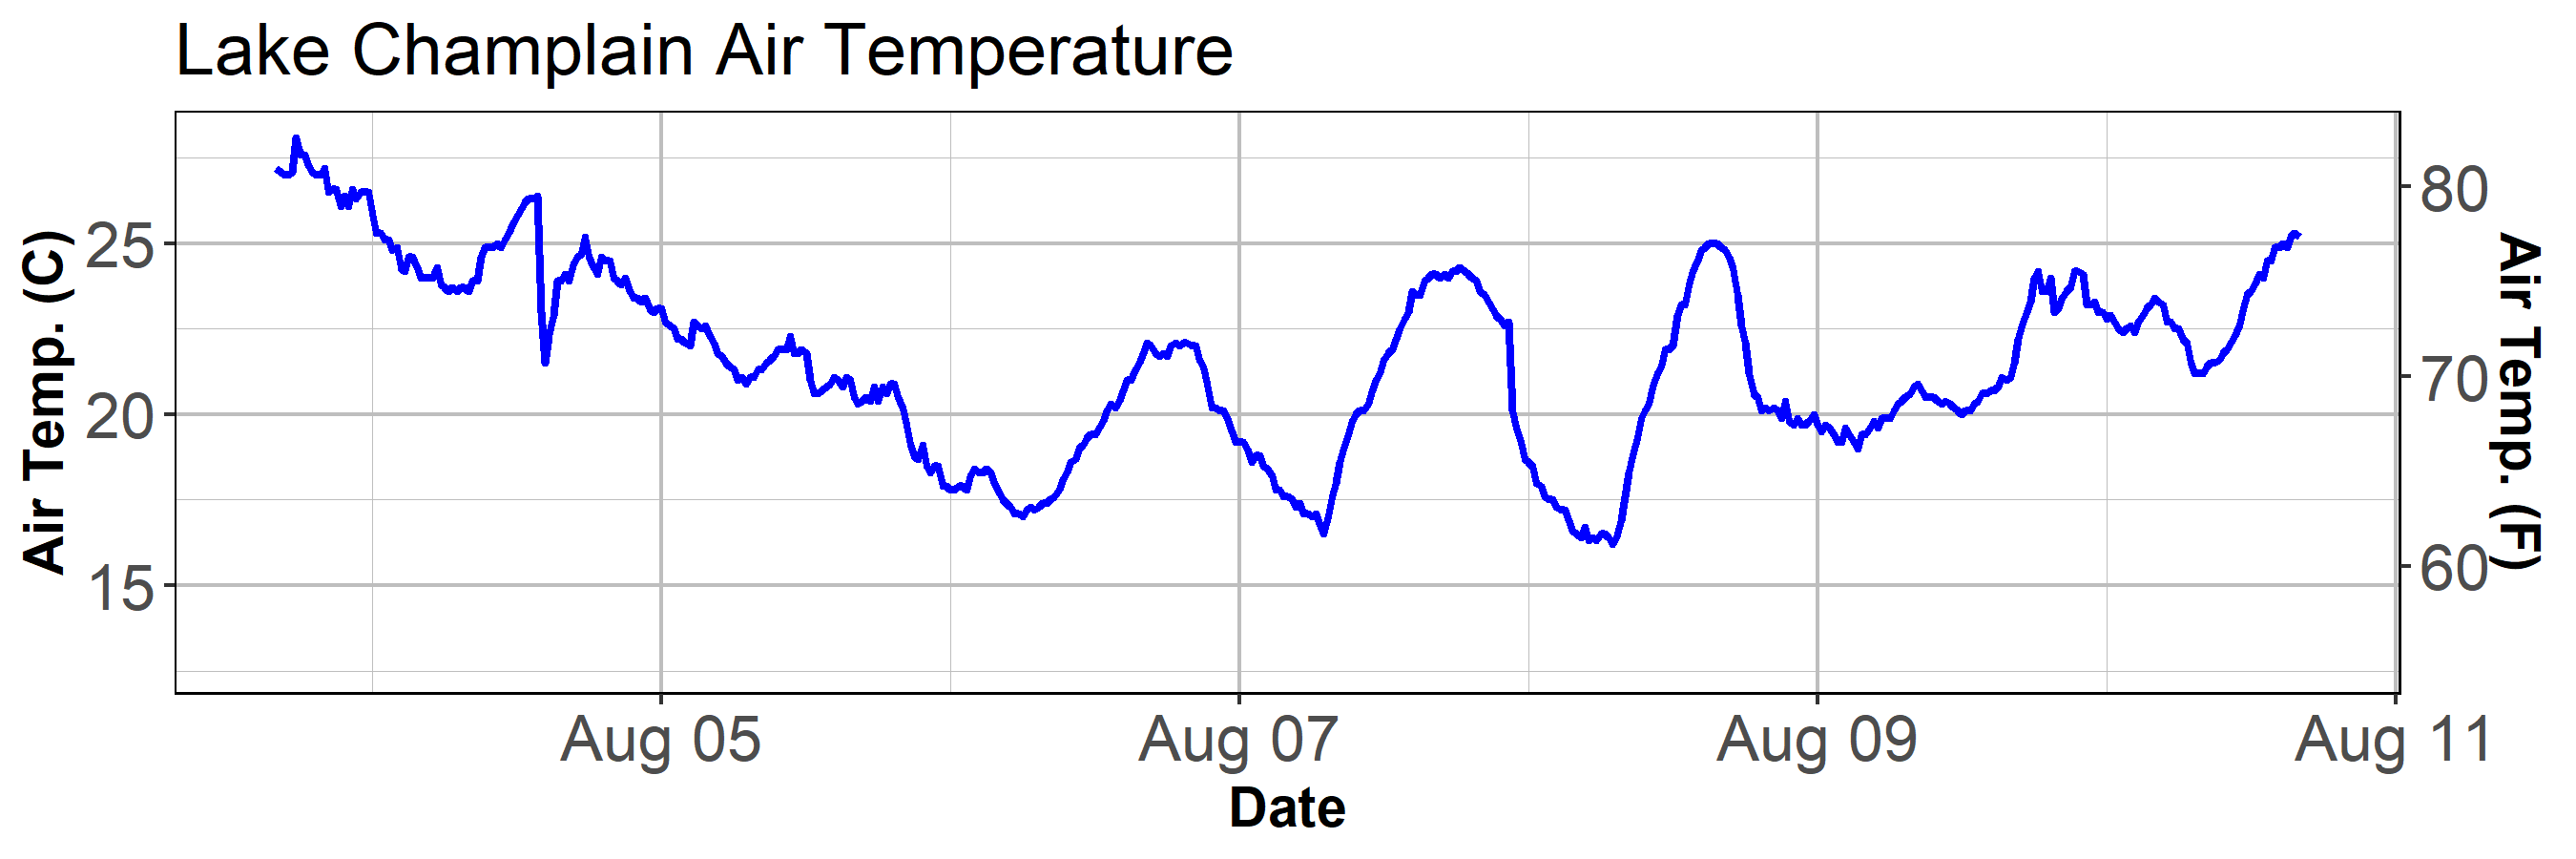 Lake Champlain Air Temperature
Air Temp. (C)
25
20
15
80
70
60
Air Temp. (F)
Aug 05 Aug 07 Aug 09 Aug 11
Date